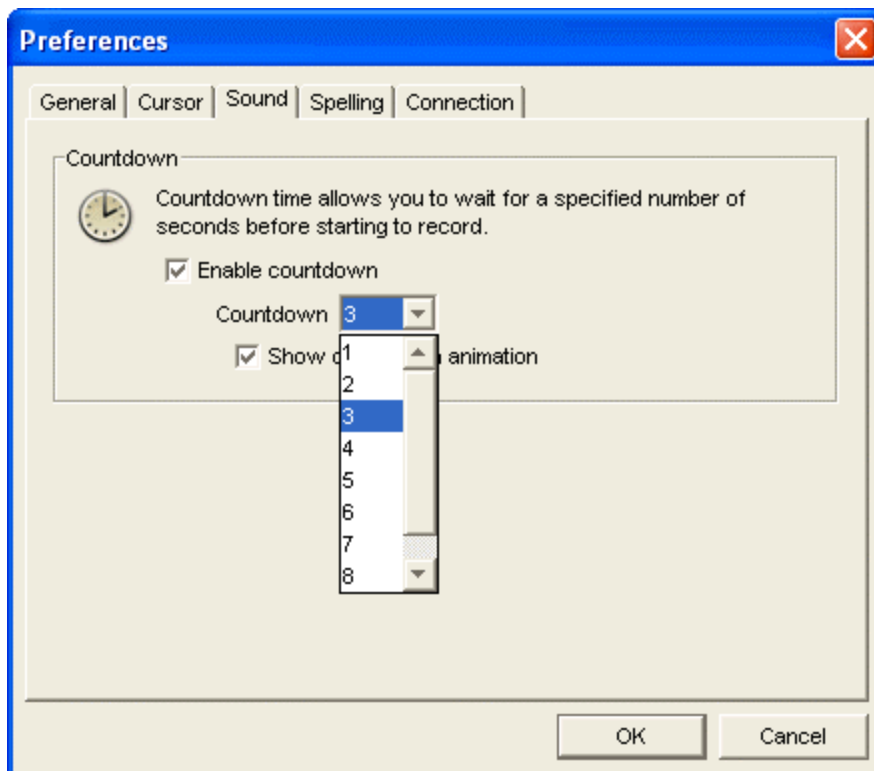 Preferences
General Cursor Sound Spelling Connection
Countdown
Countdown time allows you to wait for a specified number of
seconds before starting to record.
Enable countdown
Countdown 3
Show animation
1
2
3
4
5
6
7
8
OK Cancel